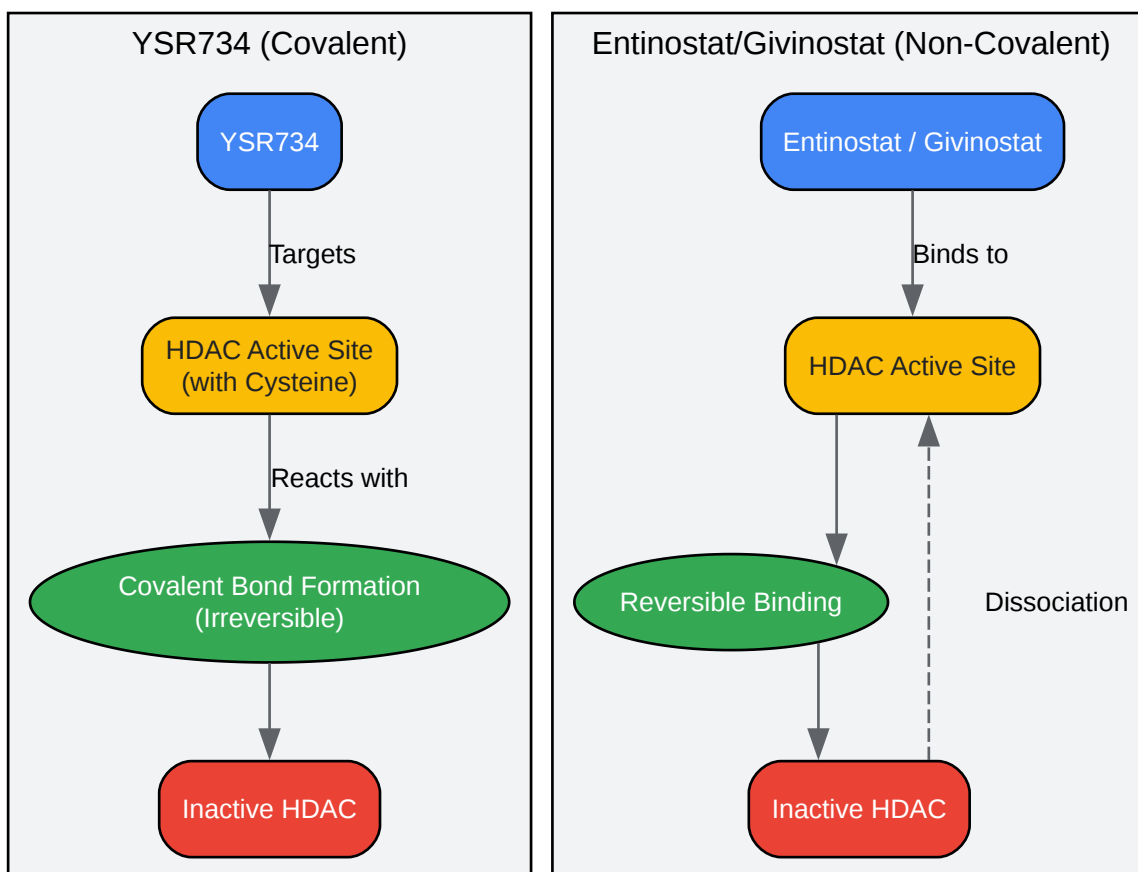 YSR734 (Covalent)
YSR734
Targets
HDAC Active Site
(with Cysteine)
Reacts with
Covalent Bond Formation
(Irreversible)
Inactive HDAC
Entinostat/Givinostat (Non-Covalent)
Entinostat / Givinostat
Binds to
HDAC Active Site
Reversible Binding
Dissociation
Inactive HDAC